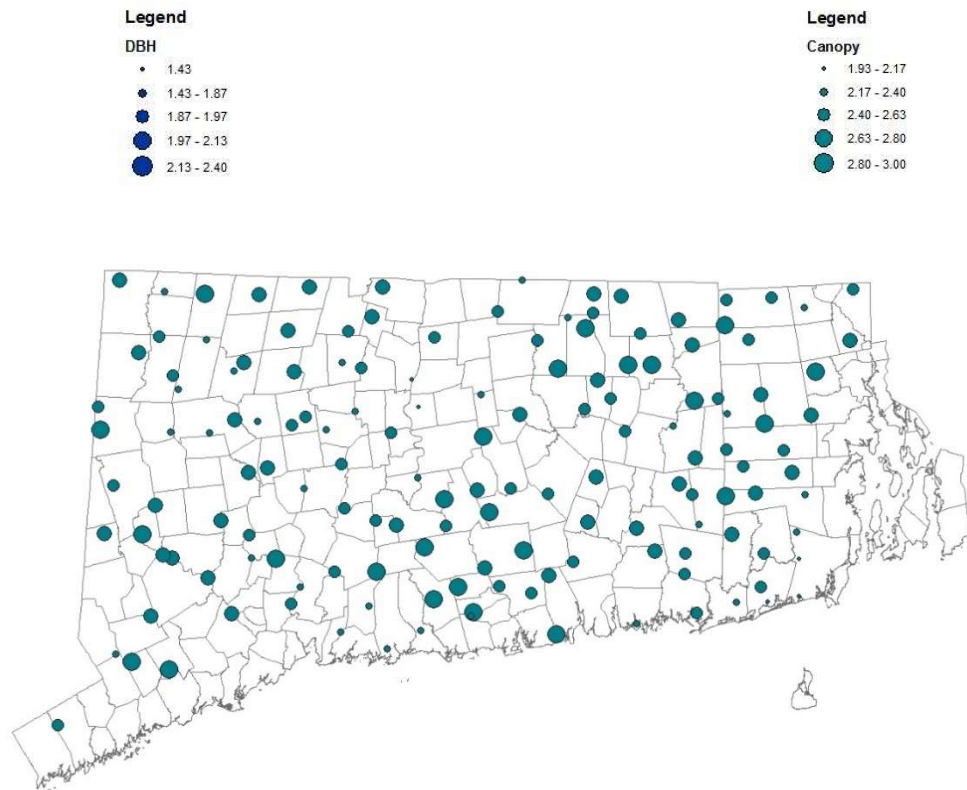 Legend
DBH
1.43
1.43 - 1.87
1.87 - 1.97
1.97 - 2.13
2.13 - 2.40
Legend
Canopy
1.93 - 2.17
2.17 - 2.40
2.40 - 2.63
2.63 - 2.80
2.80 - 3.00